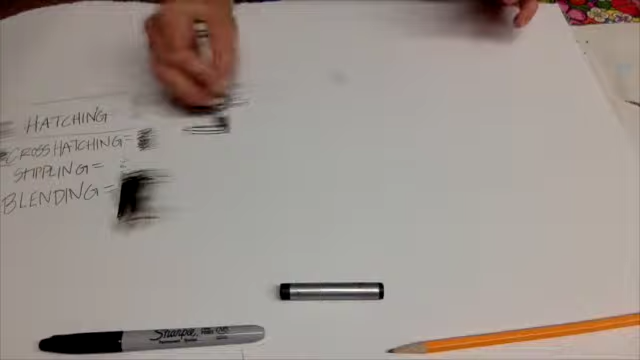 HATCHING
CROSSHATCHING=
STIPPLING=
BLENDING=
Sharpie